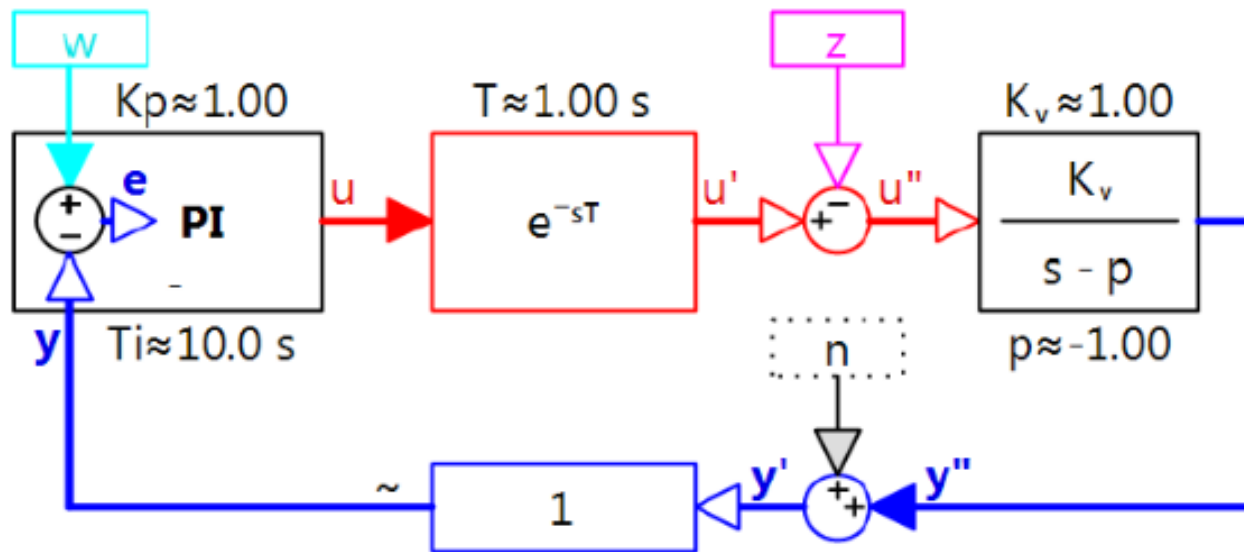 w
z
Kp≈1.00
T≈1.00 s
Kᵥ≈1.00
+
−
e
PI
-
u
e⁻ˢᵀ
u'
+
−
u"
Kᵥ
s - p
y
Ti≈10.0 s
n
p≈-1.00
~
1
y'
+
+
y"